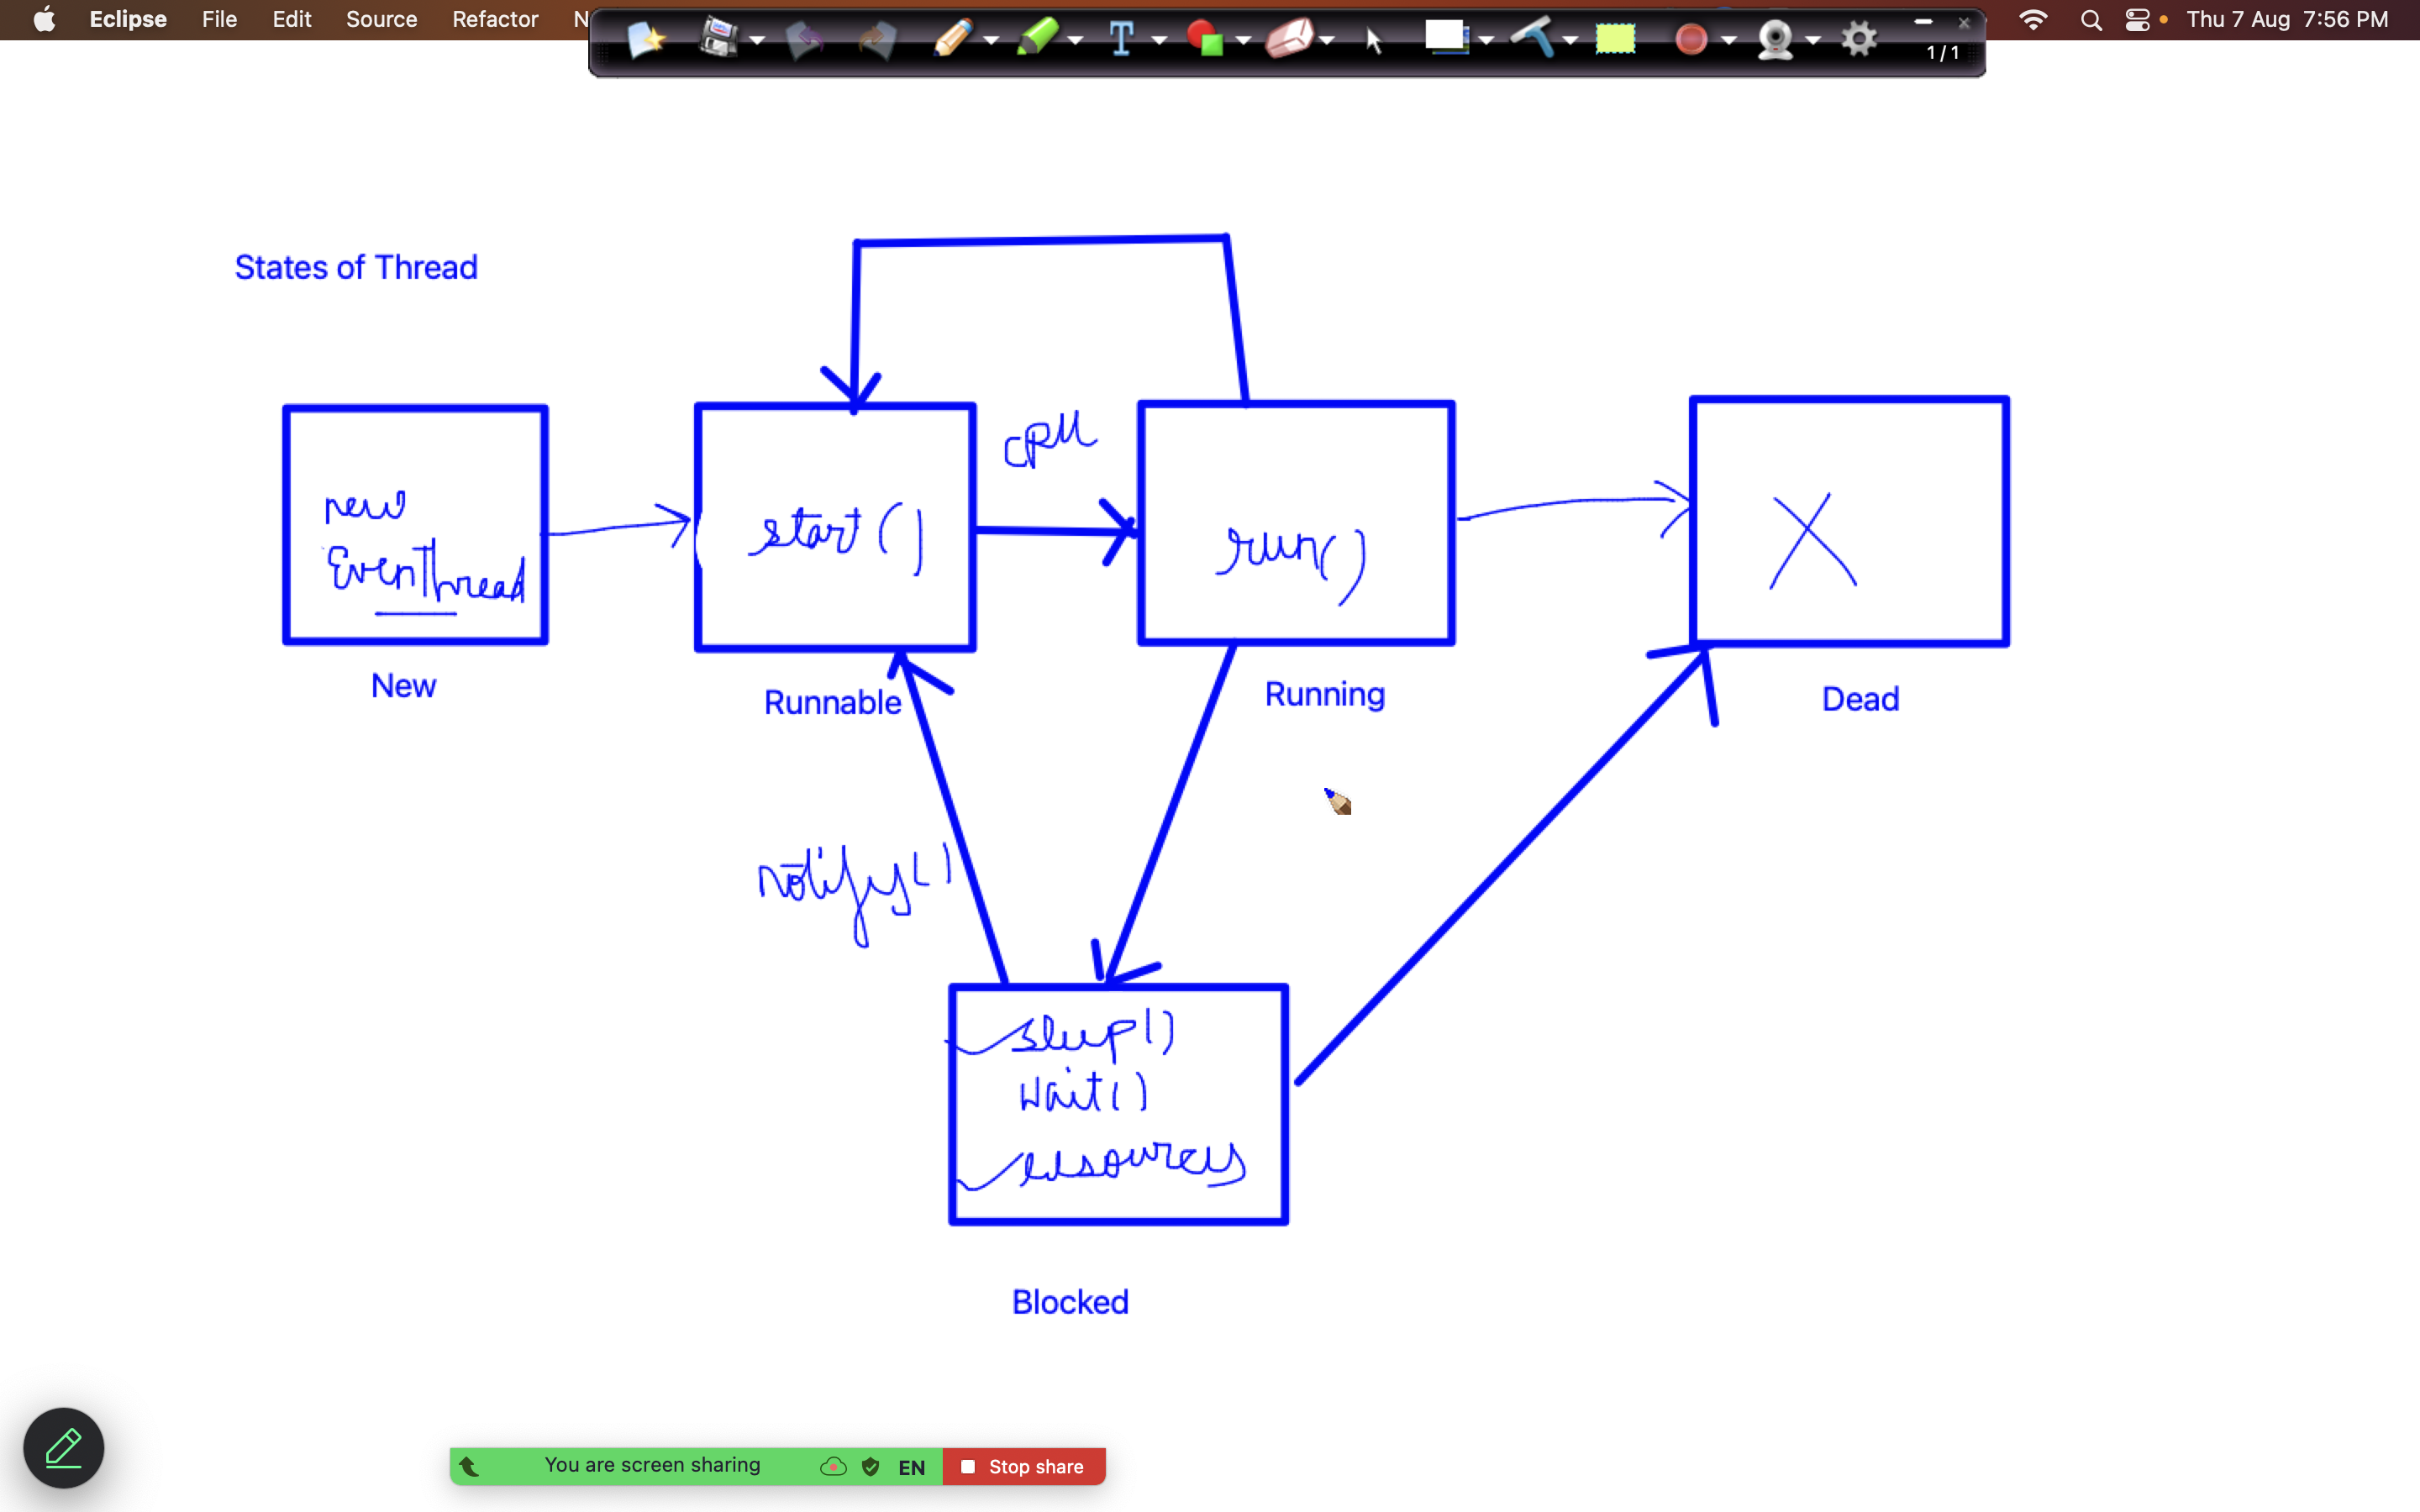 Eclipse File Edit Source Refactor N
Thu 7 Aug 7:56 PM
1/1
States of Thread
CPU
new
EvenThread
start()
run()
X
New
Runnable
Running
Dead
notify()
sleep()
wait()
resources
Blocked
You are screen sharing EN Stop share